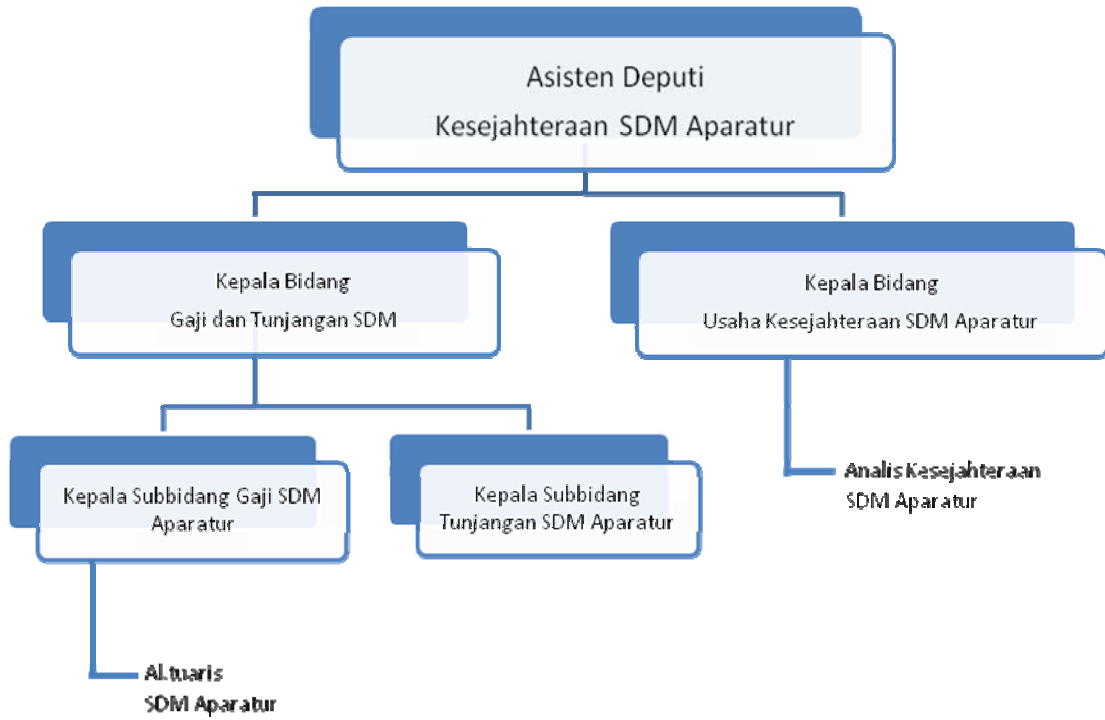 Asisten Deputi
Kesejahteraan SDM Aparatur
Kepala Bidang
Gaji dan Tunjangan SDM
Kepala Bidang
Usaha Kesejahteraan SDM Aparatur
Kepala Subbidang Gaji SDM
Aparatur
Kepala Subbidang
Tunjangan SDM Aparatur
Analis Kesejahteraan
SDM Aparatur
Aktuaris
SDM Aparatur